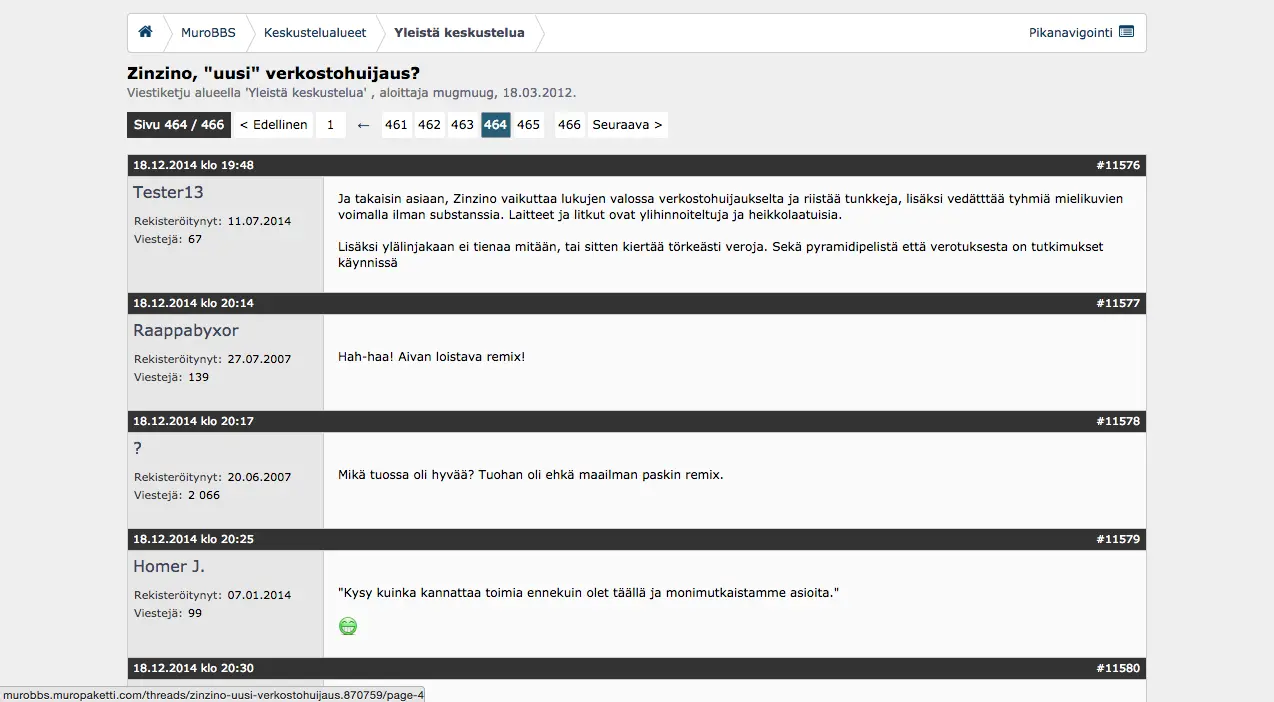 MuroBBS Keskustelualueet Yleistä keskustelua Pikanavigointi
Zinzino, "uusi" verkostohuijaus?
Viestiketju alueella 'Yleistä keskustelua' , aloittaja mugmuug, 18.03.2012.
Sivu 464 / 466 < Edellinen 1 ← 461 462 463 464 465 466 Seuraava >
18.12.2014 klo 19:48 #11576
Tester13
Rekisteröitynyt: 11.07.2014
Viestejä: 67
Ja takaisin asiaan, Zinzino vaikuttaa lukujen valossa verkostohuijaukselta ja riistää tunkkeja, lisäksi vedätttää tyhmiä mielikuvien
voimalla ilman substanssia. Laitteet ja litkut ovat ylihinnoiteltuja ja heikkolaatuisia.
Lisäksi ylälinjakaan ei tienaa mitään, tai sitten kiertää törkeästi veroja. Sekä pyramidipelistä että verotuksesta on tutkimukset
käynnissä
18.12.2014 klo 20:14 #11577
Raappabyxor
Rekisteröitynyt: 27.07.2007
Viestejä: 139
Hah-haa! Aivan loistava remix!
18.12.2014 klo 20:17 #11578
?
Rekisteröitynyt: 20.06.2007
Viestejä: 2 066
Mikä tuossa oli hyvää? Tuohan oli ehkä maailman paskin remix.
18.12.2014 klo 20:25 #11579
Homer J.
Rekisteröitynyt: 07.01.2014
Viestejä: 99
"Kysy kuinka kannattaa toimia ennekuin olet täällä ja monimutkaistamme asioita."
18.12.2014 klo 20:30 #11580
murobbs.muropaketti.com/threads/zinzino-uusi-verkostohuijaus.870759/page-4